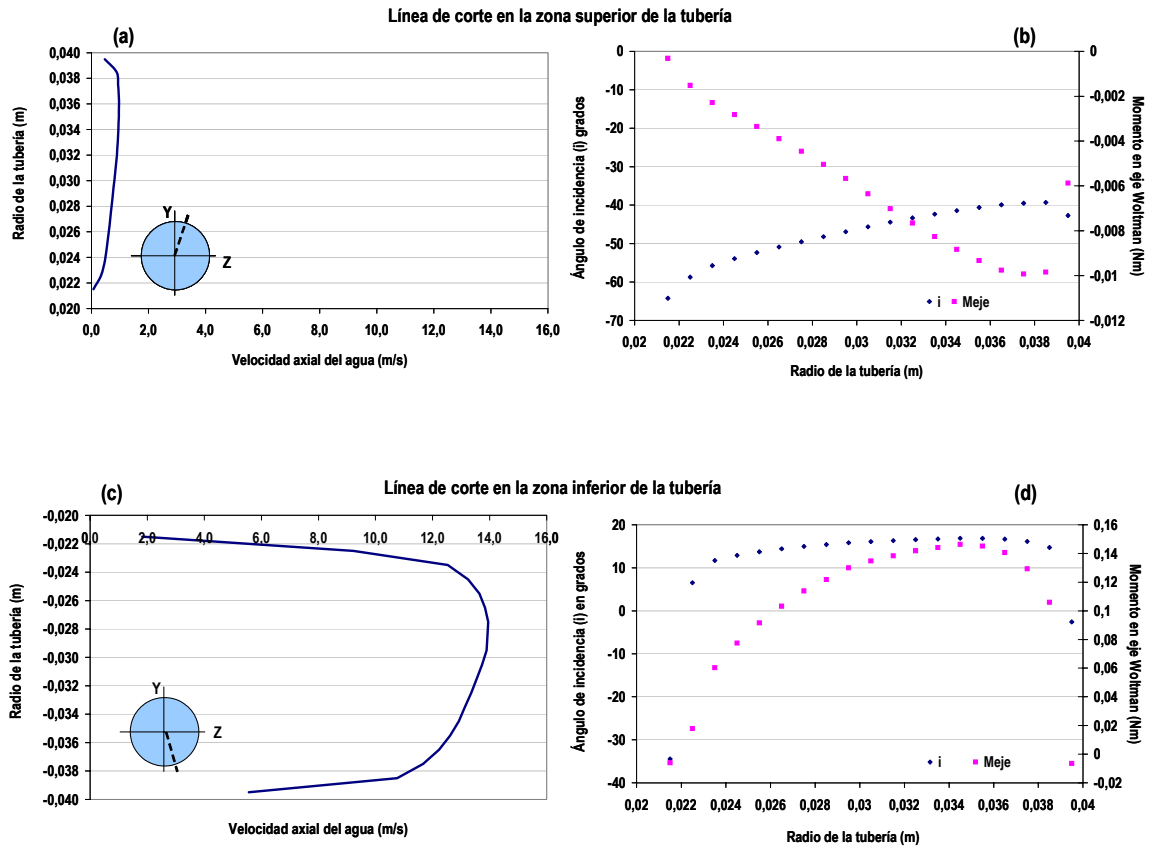 Línea de corte en la zona superior de la tubería
(a)
0,040
0,038
0,036
0,034
0,032
0,030
0,028
0,026
0,024
0,022
0,020
Radio de la tubería (m)
Y
Z
0,0 2,0 4,0 6,0 8,0 10,0 12,0 14,0 16,0
Velocidad axial del agua (m/s)
(b)
0
-10
-20
-30
-40
-50
-60
-70
Ángulo de incidencia (i) grados
0
-0,002
-0,004
-0,006
-0,008
-0,01
-0,012
Momento en eje Woltman (Nm)
i Meje
0,02 0,022 0,024 0,026 0,028 0,03 0,032 0,034 0,036 0,038 0,04
Radio de la tubería (m)
Línea de corte en la zona inferior de la tubería
(c)
-0,020
-0,022
-0,024
-0,026
-0,028
-0,030
-0,032
-0,034
-0,036
-0,038
-0,040
Radio de la tubería (m)
0,0 2,0 4,0 6,0 8,0 10,0 12,0 14,0 16,0
Y
Z
Velocidad axial del agua (m/s)
(d)
20
10
0
-10
-20
-30
-40
Ángulo de incidencia (i) en grados
0,16
0,14
0,12
0,1
0,08
0,06
0,04
0,02
0
-0,02
Momento en eje Woltman (Nm)
i Meje
0,02 0,022 0,024 0,026 0,028 0,03 0,032 0,034 0,036 0,038 0,04
Radio de la tubería (m)